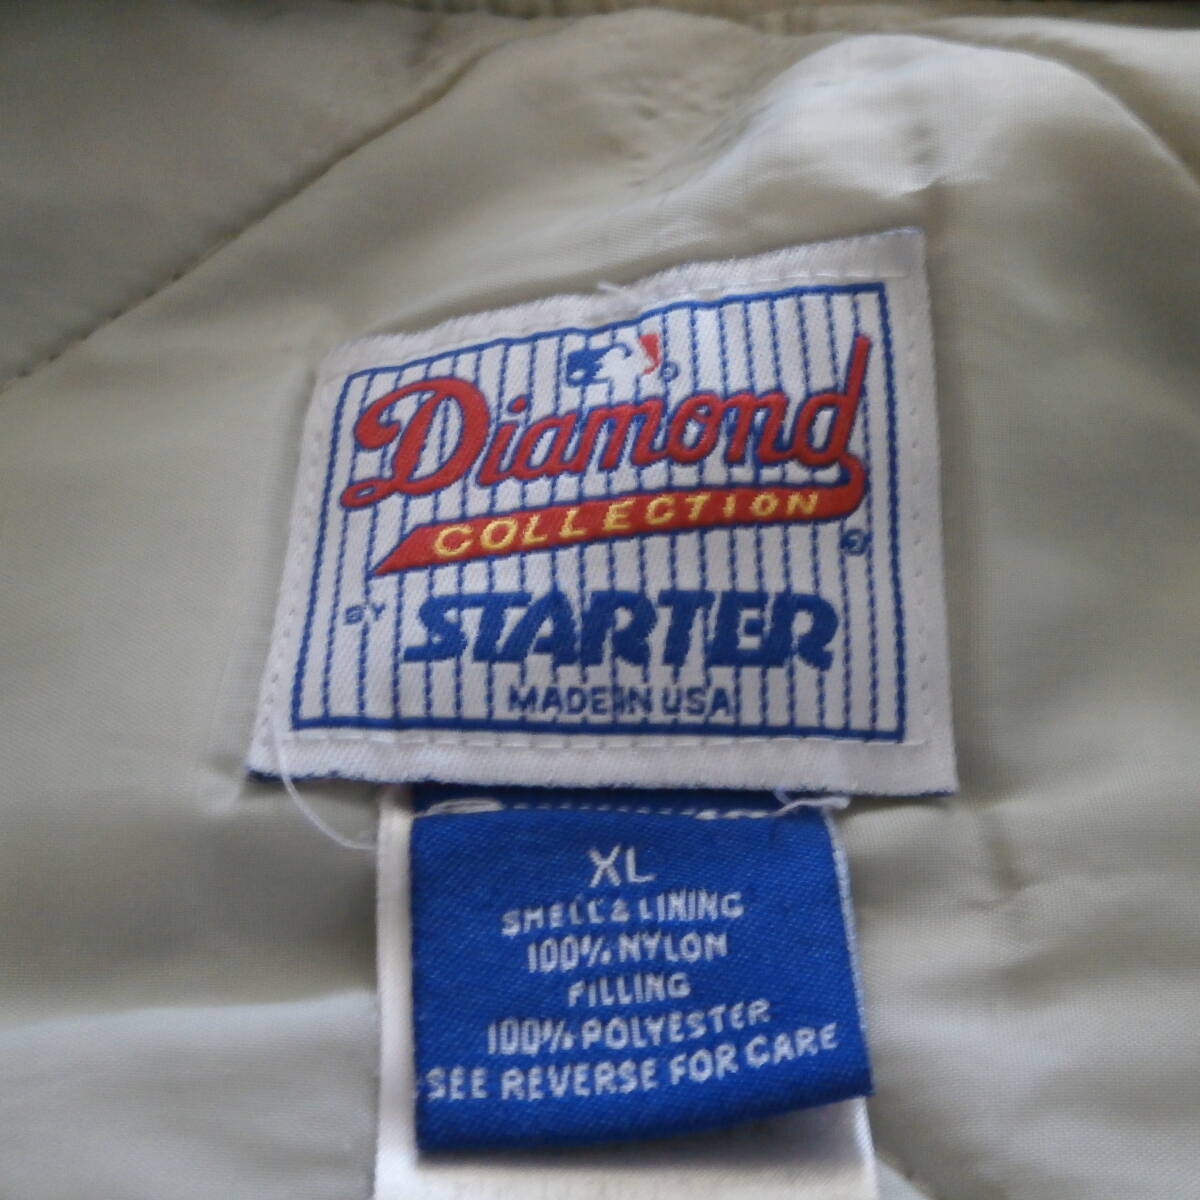 Diamond
COLLECTION
BY STARTER
MADE IN USA
XL
SHELL & LINING
100% NYLON
FILLING
100% POLYESTER
SEE REVERSE FOR CARE